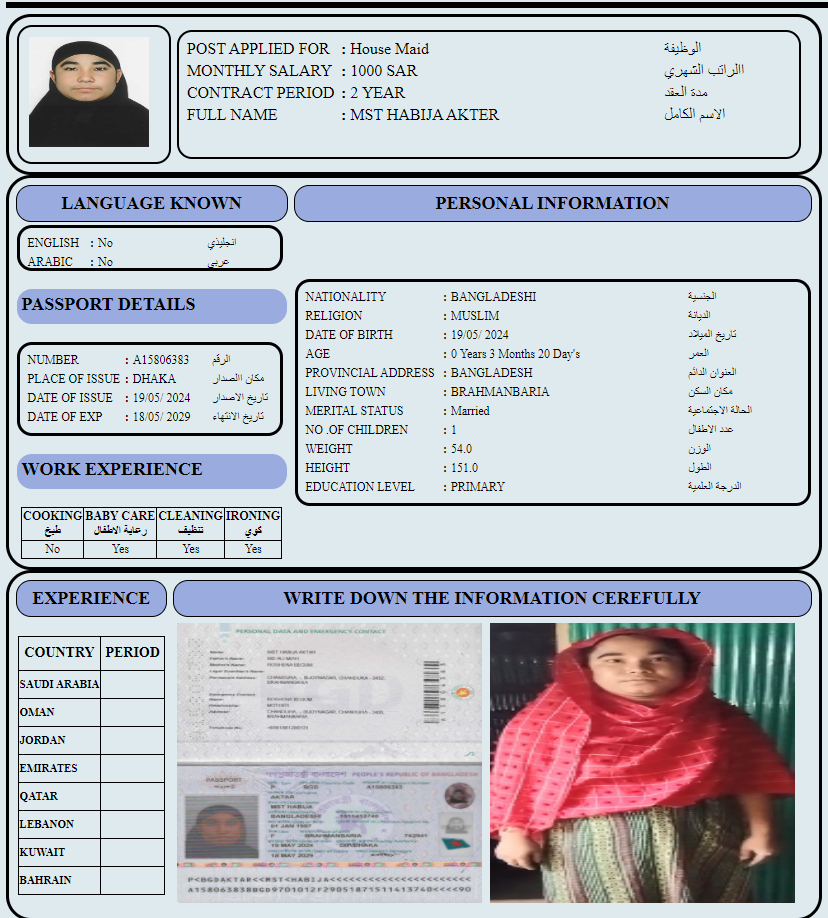 POST APPLIED FOR : House Maid الوظيفة
MONTHLY SALARY : 1000 SAR االراتب الشهري
CONTRACT PERIOD : 2 YEAR مدة العقد
FULL NAME : MST HABIJA AKTER الاسم الكامل
LANGUAGE KNOWN
ENGLISH : No انجليذي
ARABIC : No عربي
PASSPORT DETAILS
NUMBER : A15806383 الرقم
PLACE OF ISSUE : DHAKA مكان االصدار
DATE OF ISSUE : 19/05/ 2024 تاريخ الاصدار
DATE OF EXP : 18/05/ 2029 تاريخ الانتهاء
WORK EXPERIENCE
COOKING BABY CARE CLEANING IRONING
طبخ رعاية الاطفال تنظيف كوي
No Yes Yes Yes
PERSONAL INFORMATION
NATIONALITY : BANGLADESHI الجنسية
RELIGION : MUSLIM الديانة
DATE OF BIRTH : 19/05/ 2024 تاريخ الميلاد
AGE : 0 Years 3 Months 20 Day's العمر
PROVINCIAL ADDRESS : BANGLADESH العنوان الدائم
LIVING TOWN : BRAHMANBARIA مكان السكن
MERITAL STATUS : Married الحالة الاجتماعية
NO .OF CHILDREN : 1 عدد الاطفال
WEIGHT : 54.0 الوزن
HEIGHT : 151.0 الطول
EDUCATION LEVEL : PRIMARY الدرجة العلمية
EXPERIENCE
COUNTRY PERIOD
SAUDI ARABIA
OMAN
JORDAN
EMIRATES
QATAR
LEBANON
KUWAIT
BAHRAIN
WRITE DOWN THE INFORMATION CEREFULLY
PERSONAL DATA AND EMERGENCY CONTACT
PASSPORT
PEOPLE'S REPUBLIC OF BANGLADESH
P BGD A15806383
AKTAR
MST HABIJA
BANGLADESHI
01 JAN 1997
F BRAHMANBARIA
19 MAY 2024 DIP/DHAKA
18 MAY 2029